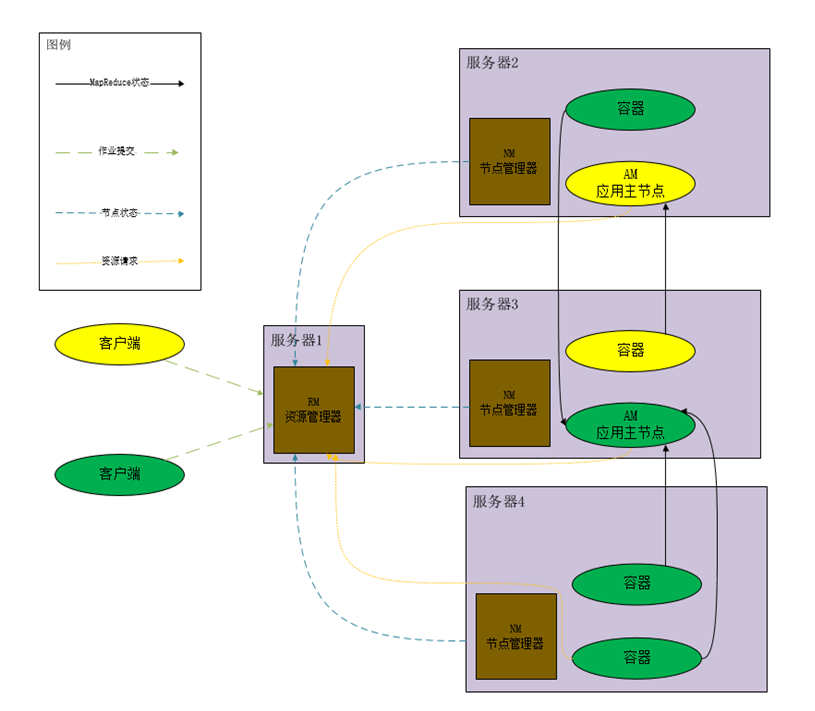 图例
MapReduce状态
作业提交
节点状态
资源请求
客户端
客户端
服务器1
RM
资源管理器
服务器2
NM
节点管理器
容器
AM
应用主节点
服务器3
NM
节点管理器
容器
AM
应用主节点
服务器4
NM
节点管理器
容器
容器